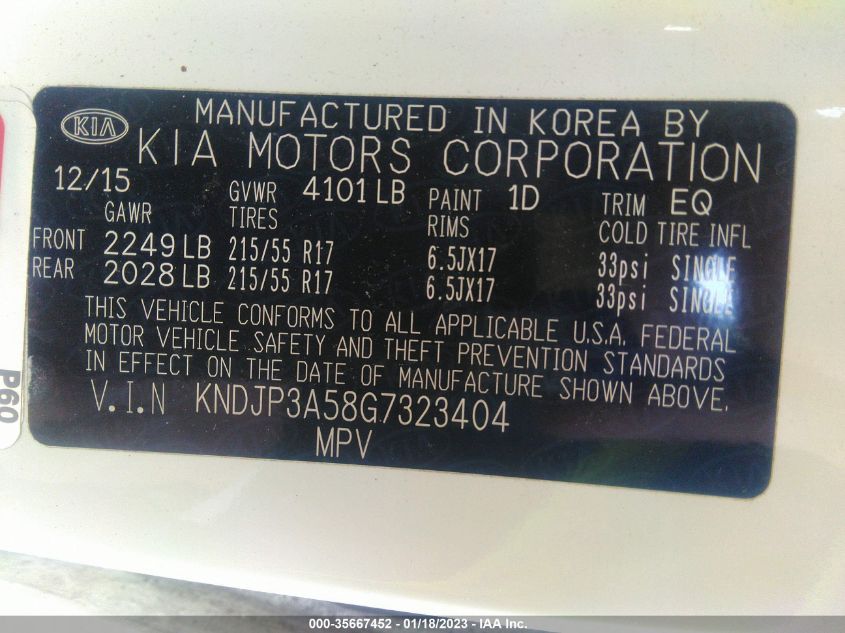 KIA
MANUFACTURED IN KOREA BY
KIA MOTORS CORPORATION
12/15 GVWR 4101 LB PAINT 1D TRIM EQ
GAWR TIRES RIMS COLD TIRE INFL
FRONT 2249 LB 215/55 R17 6.5JX17 33psi SINGLE
REAR 2028 LB 215/55 R17 6.5JX17 33psi SINGLE
THIS VEHICLE CONFORMS TO ALL APPLICABLE U.S.A. FEDERAL
MOTOR VEHICLE SAFETY AND THEFT PREVENTION STANDARDS
IN EFFECT ON THE DATE OF MANUFACTURE SHOWN ABOVE.
V.I.N KNDJP3A58G7323404
MPV
P60
000-35667452 - 01/18/2023 - IAA Inc.